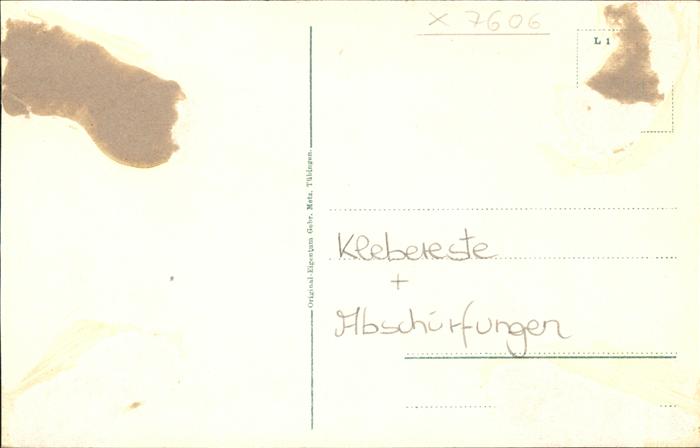 X 7606
L 1
Original-Eigentum Gebr. Metz, Tübingen.
Klebereste
+
Abschürfungen